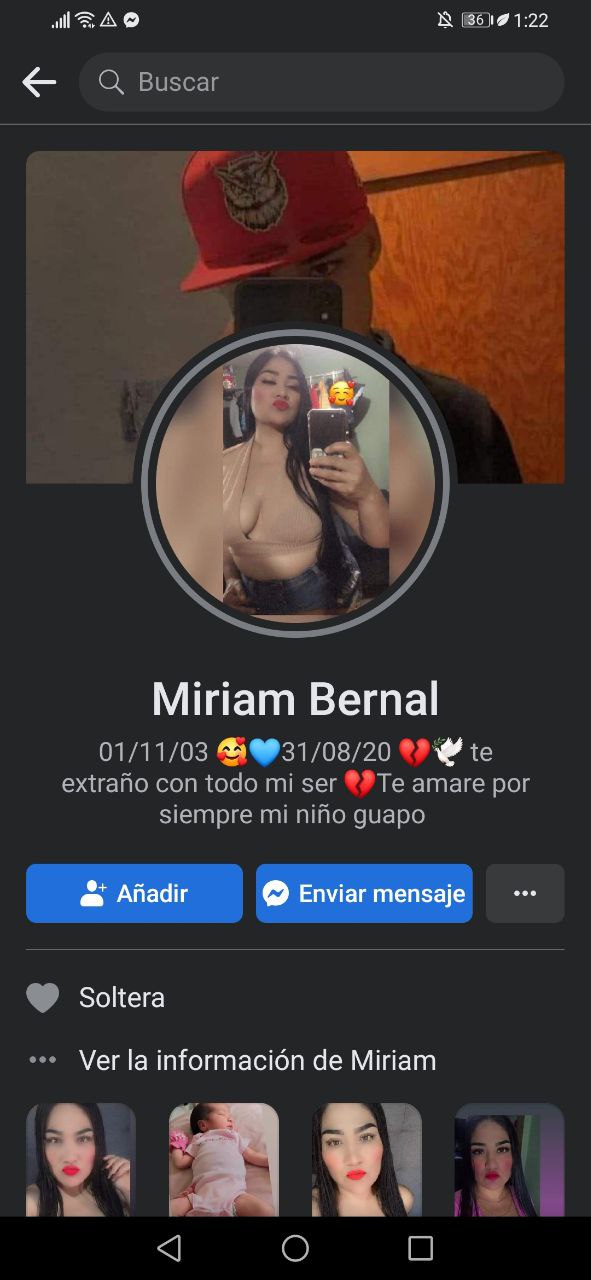 36 1:22
Buscar
Miriam Bernal
01/11/03 🥰💙31/08/20 💔🕊️ te
extraño con todo mi ser 💔Te amare por
siempre mi niño guapo
Añadir
Enviar mensaje
Soltera
Ver la información de Miriam